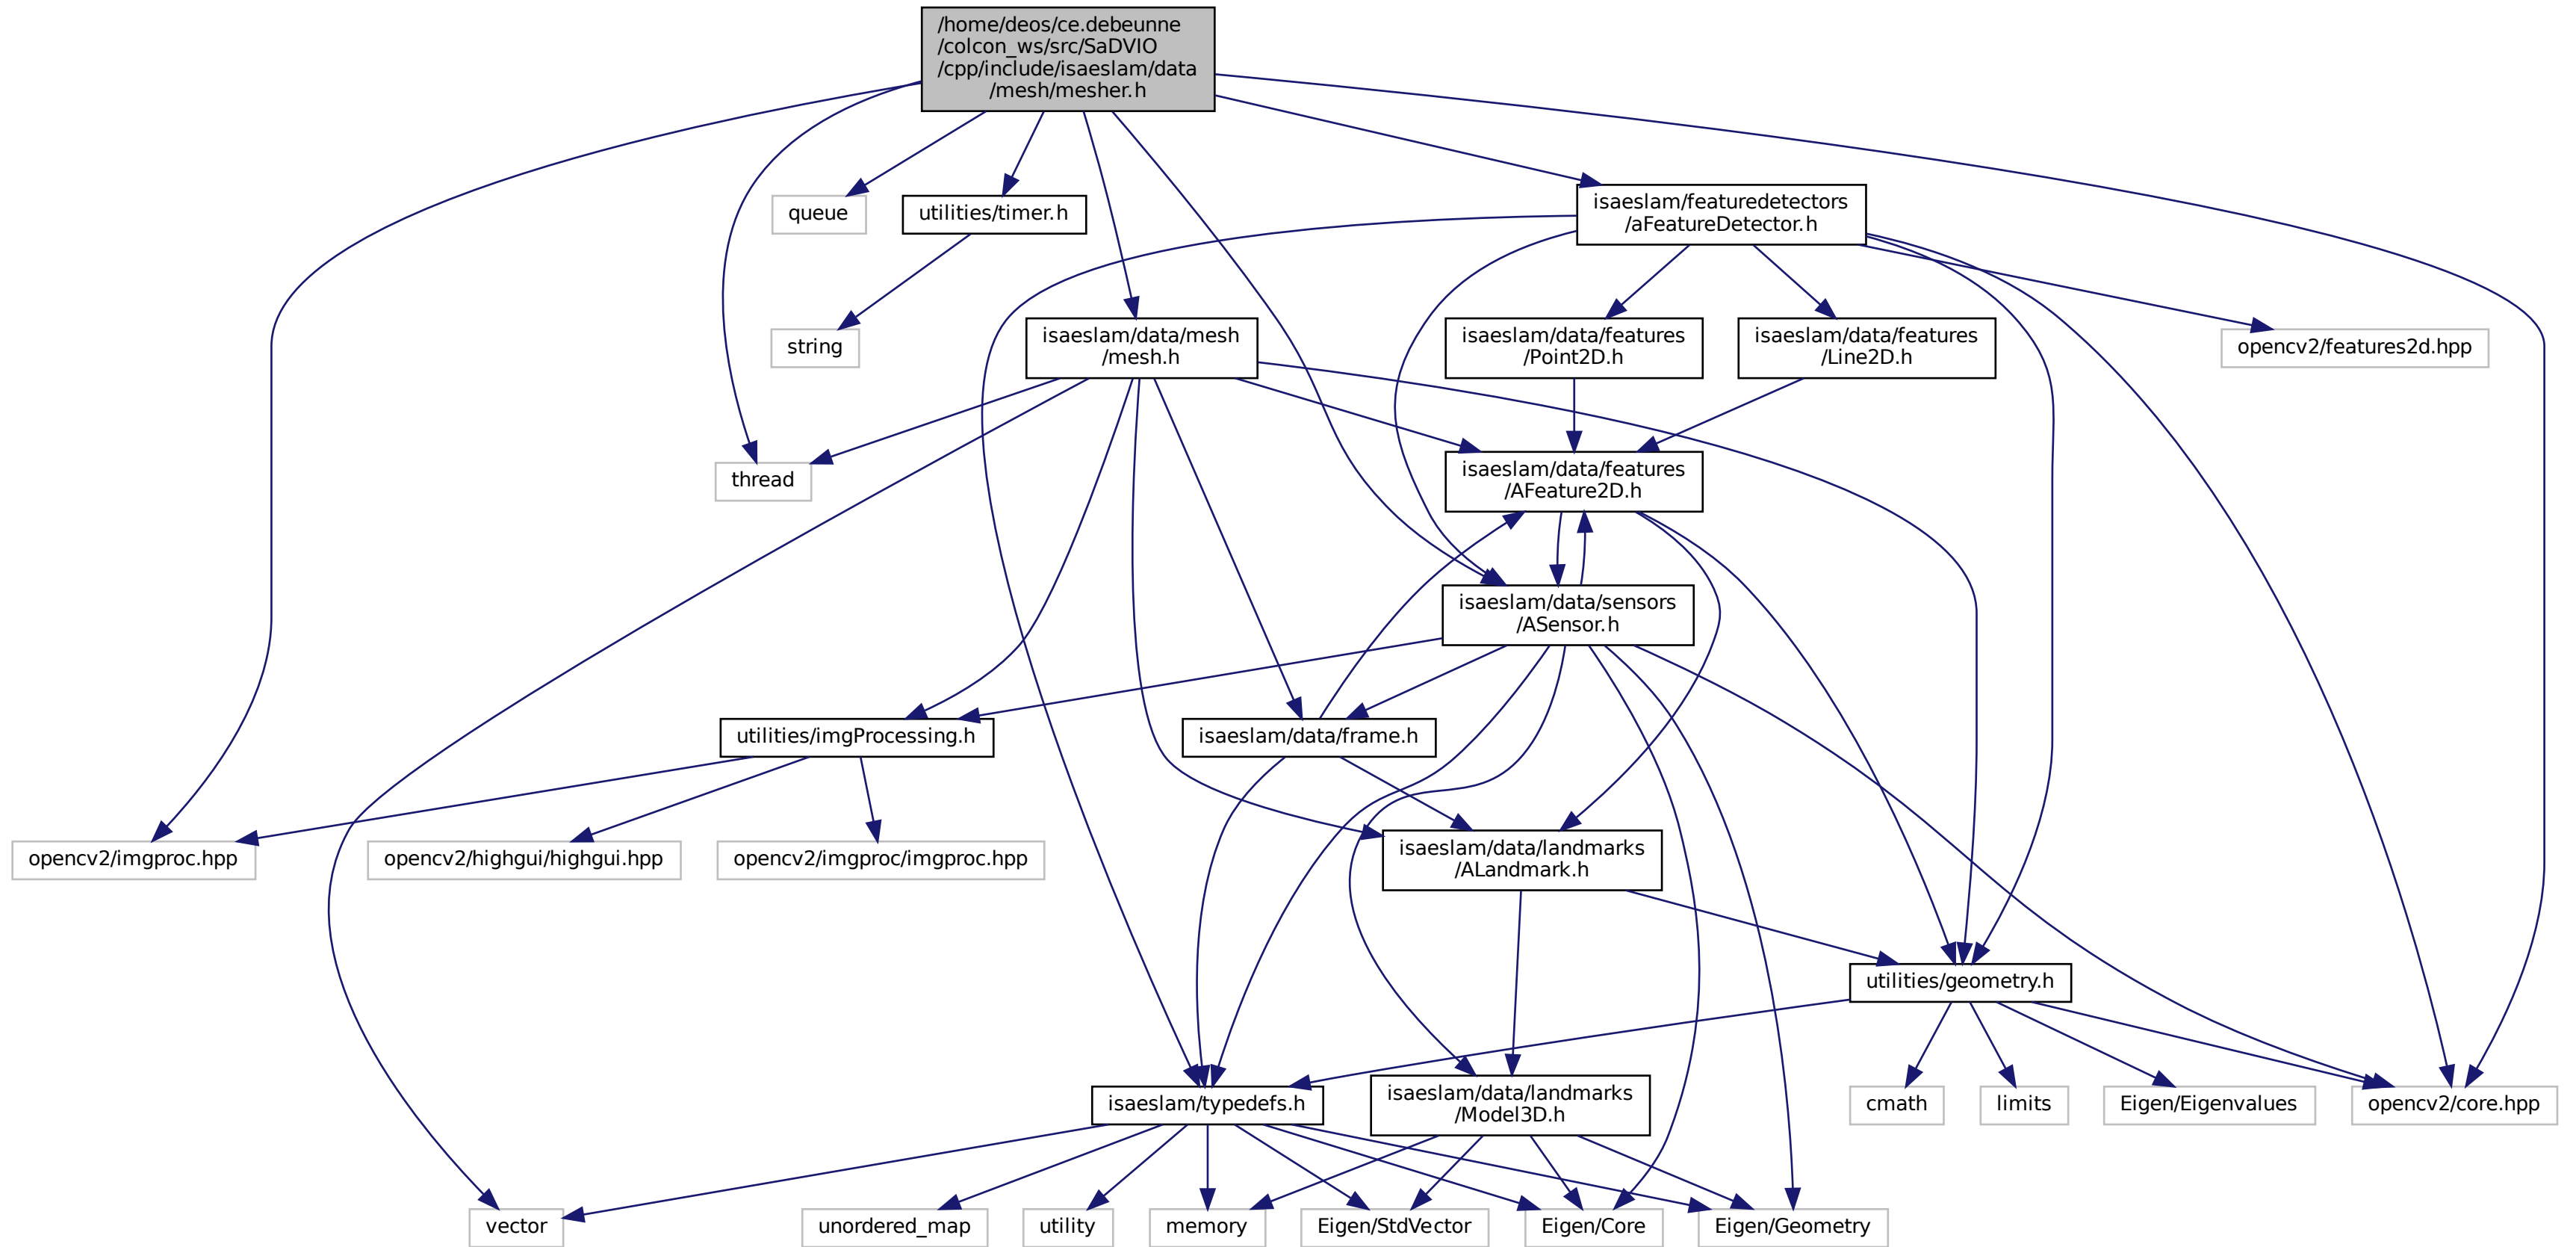 /home/deos/ce.debeunne
/colcon_ws/src/SaDVIO
/cpp/include/isaeslam/data
/mesh/mesher.h
isaeslam/featuredetectors
/aFeatureDetector.h
queue
utilities/timer.h
string
isaeslam/data/mesh
/mesh.h
isaeslam/data/features
/Point2D.h
isaeslam/data/features
/Line2D.h
opencv2/features2d.hpp
thread
isaeslam/data/features
/AFeature2D.h
isaeslam/data/sensors
/ASensor.h
utilities/imgProcessing.h
isaeslam/data/frame.h
opencv2/imgproc.hpp
opencv2/highgui/highgui.hpp
opencv2/imgproc/imgproc.hpp
isaeslam/data/landmarks
/ALandmark.h
utilities/geometry.h
isaeslam/typedefs.h
isaeslam/data/landmarks
/Model3D.h
cmath
limits
Eigen/Eigenvalues
opencv2/core.hpp
vector
unordered_map
utility
memory
Eigen/StdVector
Eigen/Core
Eigen/Geometry